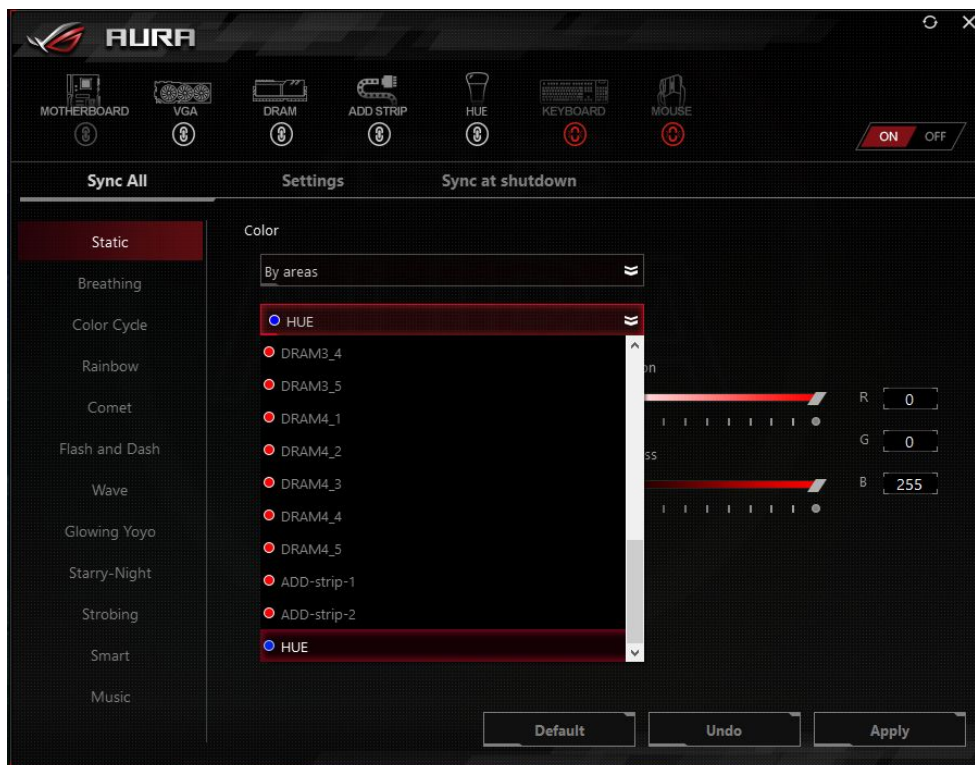 AURA
MOTHERBOARD VGA DRAM ADD STRIP HUE KEYBOARD MOUSE
ON OFF
Sync All Settings Sync at shutdown
Static
Breathing
Color Cycle
Rainbow
Comet
Flash and Dash
Wave
Glowing Yoyo
Starry-Night
Strobing
Smart
Music
Color
By areas
HUE
DRAM3_4
DRAM3_5
DRAM4_1
DRAM4_2
DRAM4_3
DRAM4_4
DRAM4_5
ADD-strip-1
ADD-strip-2
HUE
on
ss
R 0
G 0
B 255
Default Undo Apply